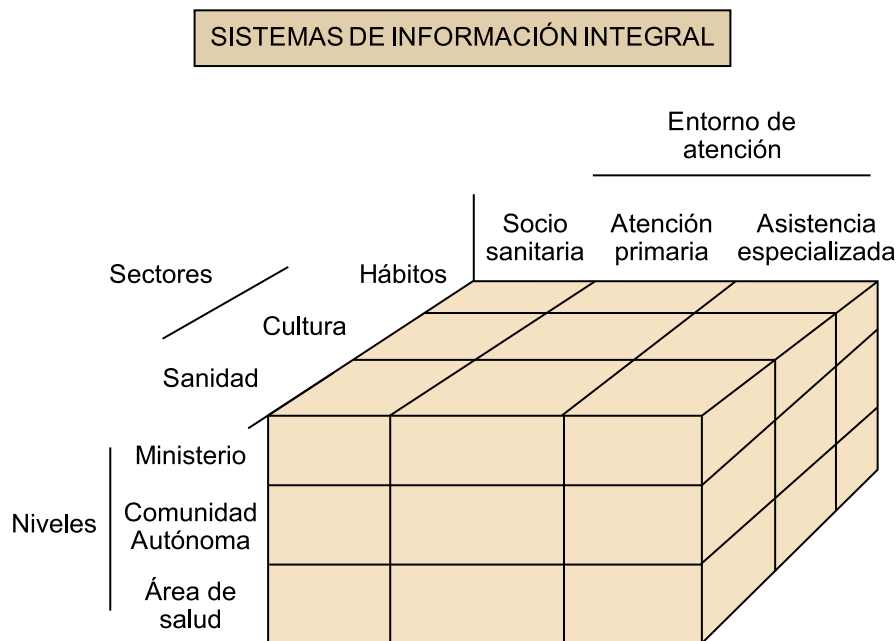 SISTEMAS DE INFORMACIÓN INTEGRAL
Entorno de
atención
Socio
sanitaria
Atención
primaria
Asistencia
especializada
Sectores
Hábitos
Cultura
Sanidad
Ministerio
Niveles
Comunidad
Autónoma
Área de
salud